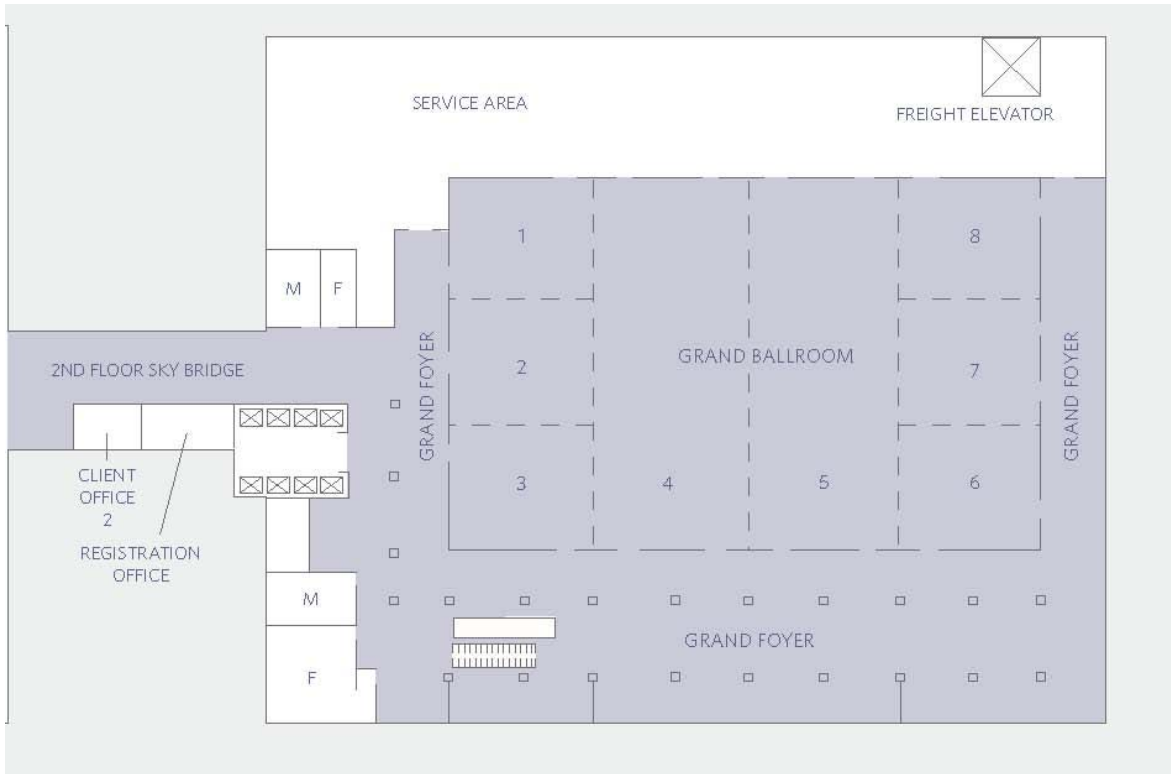 SERVICE AREA
FREIGHT ELEVATOR
1
8
M
F
2ND FLOOR SKY BRIDGE
GRAND FOYER
2
GRAND BALLROOM
7
GRAND FOYER
CLIENT
OFFICE
2
REGISTRATION
OFFICE
3
4
5
6
M
F
GRAND FOYER